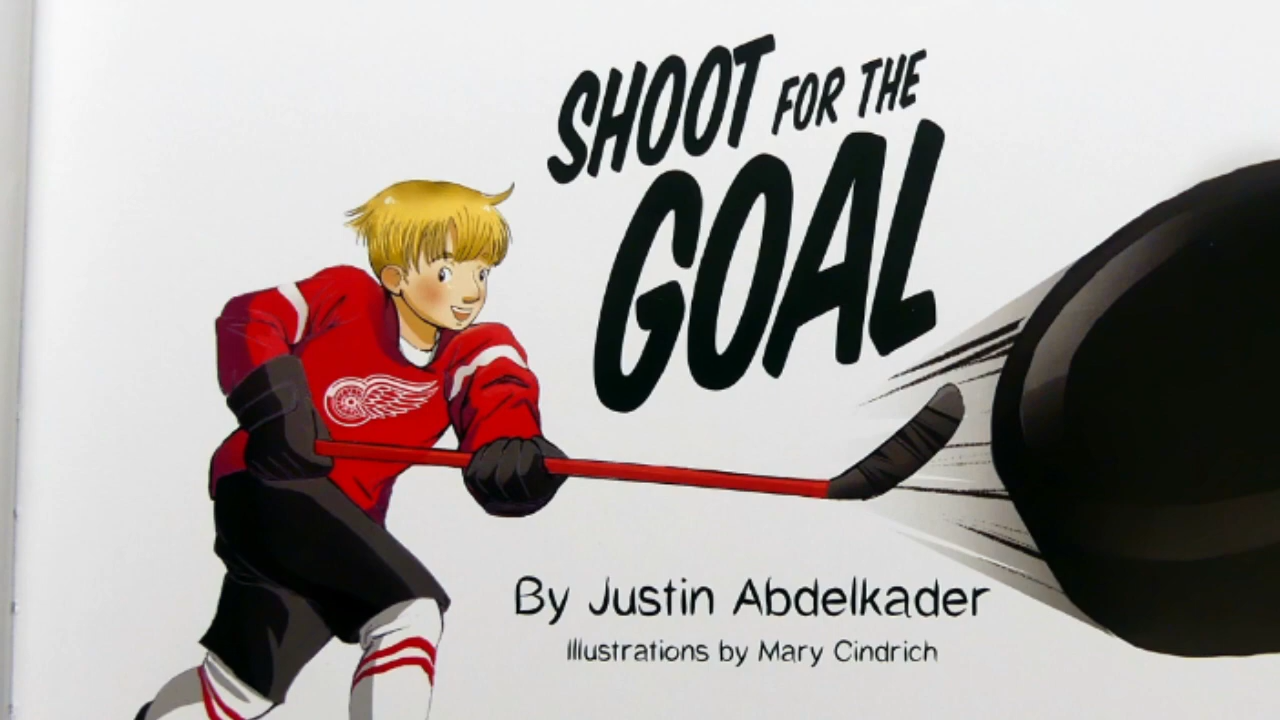 SHOOT FOR THE
GOAL
By Justin Abdelkader
Illustrations by Mary Cindrich